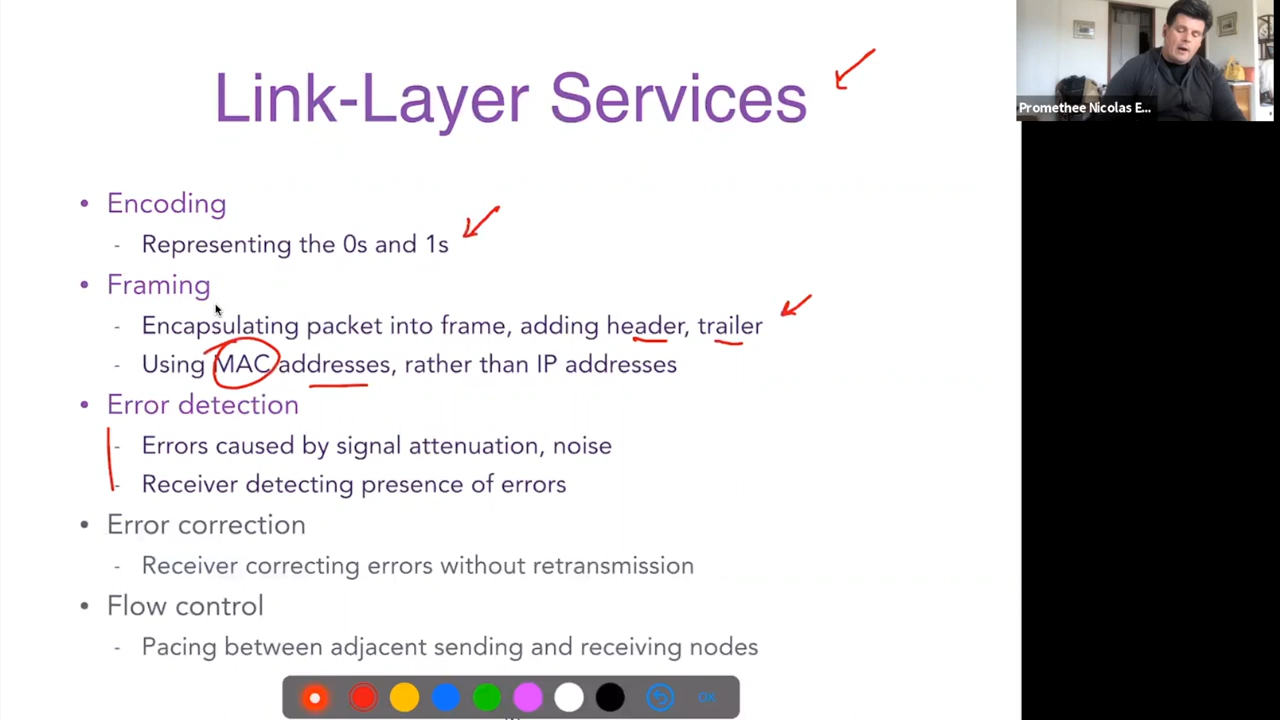 Link-Layer Services
Promethee Nicolas E...
• Encoding
- Representing the 0s and 1s
• Framing
- Encapsulating packet into frame, adding header, trailer
- Using MAC addresses, rather than IP addresses
• Error detection
- Errors caused by signal attenuation, noise
- Receiver detecting presence of errors
• Error correction
- Receiver correcting errors without retransmission
• Flow control
- Pacing between adjacent sending and receiving nodes
OK